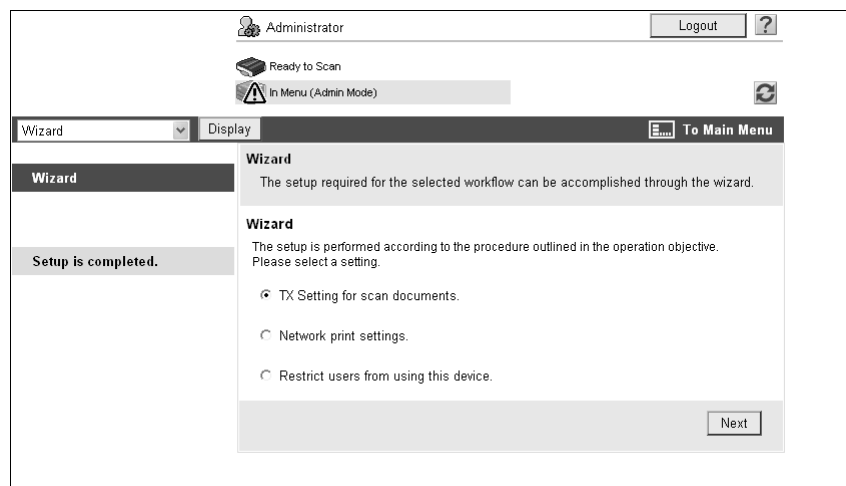 Administrator
Logout
?
Ready to Scan
In Menu (Admin Mode)
Wizard
Display
To Main Menu
Wizard
Setup is completed.
Wizard
The setup required for the selected workflow can be accomplished through the wizard.
Wizard
The setup is performed according to the procedure outlined in the operation objective.
Please select a setting.
TX Setting for scan documents.
Network print settings.
Restrict users from using this device.
Next